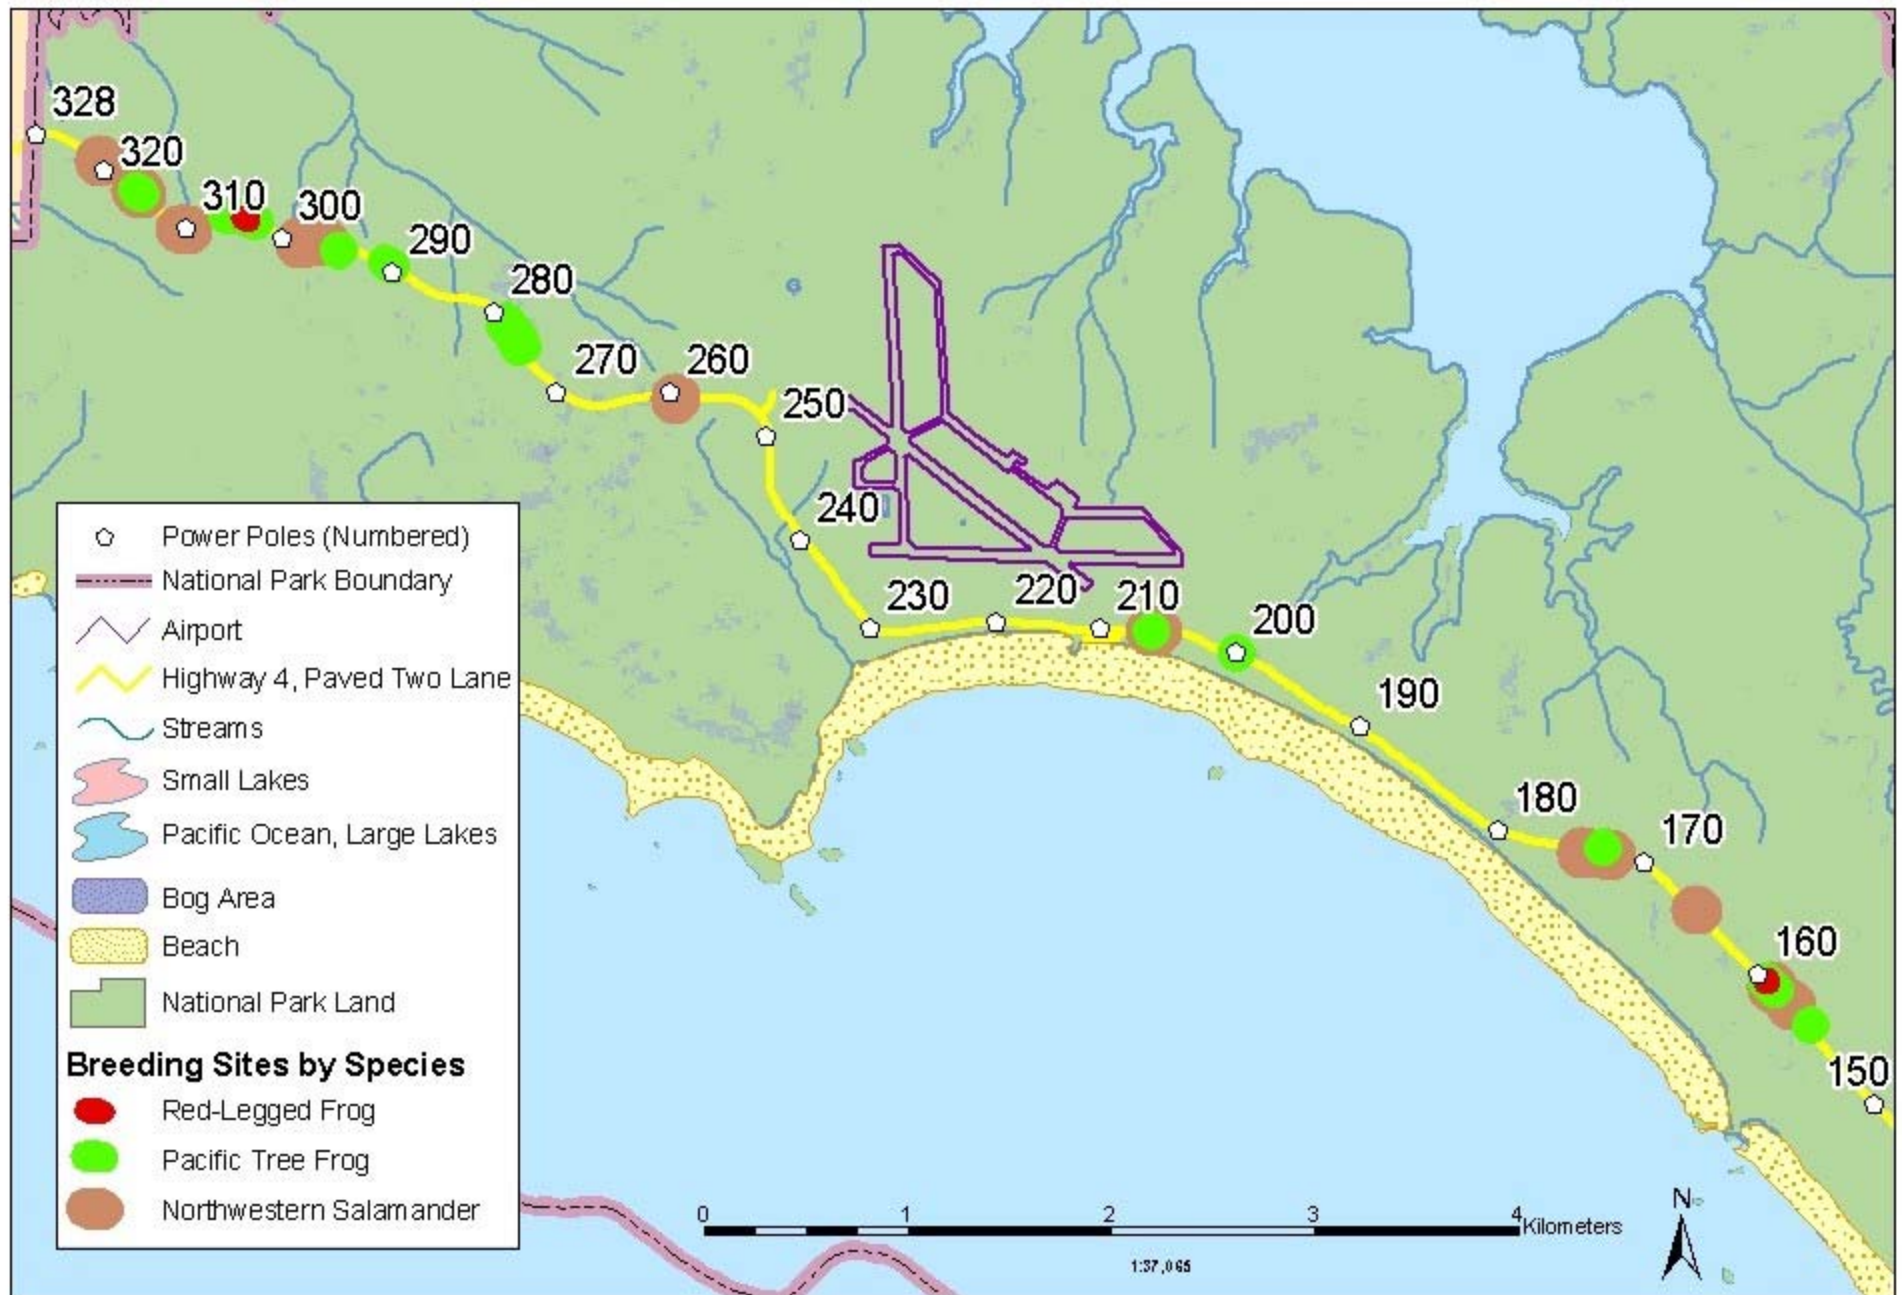 328
320
310
300
290
280
270
260
250
240
230
220
210
200
190
180
170
160
150
Power Poles (Numbered)
National Park Boundary
Airport
Highway 4, Paved Two Lane
Streams
Small Lakes
Pacific Ocean, Large Lakes
Bog Area
Beach
National Park Land
Breeding Sites by Species
Red-Legged Frog
Pacific Tree Frog
Northwestern Salamander
0 1 2 3 4
Kilometers
1:37,065
N